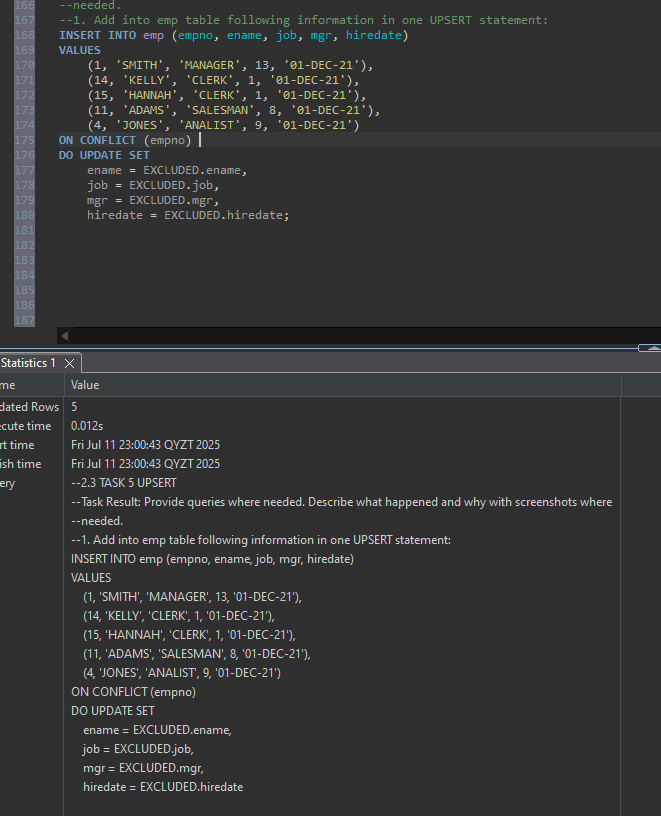 166 --needed.
167 --1. Add into emp table following information in one UPSERT statement:
168 INSERT INTO emp (empno, ename, job, mgr, hiredate)
169 VALUES
170 (1, 'SMITH', 'MANAGER', 13, '01-DEC-21'),
171 (14, 'KELLY', 'CLERK', 1, '01-DEC-21'),
172 (15, 'HANNAH', 'CLERK', 1, '01-DEC-21'),
173 (11, 'ADAMS', 'SALESMAN', 8, '01-DEC-21'),
174 (4, 'JONES', 'ANALIST', 9, '01-DEC-21')
175 ON CONFLICT (empno)
176 DO UPDATE SET
177 ename = EXCLUDED.ename,
178 job = EXCLUDED.job,
179 mgr = EXCLUDED.mgr,
180 hiredate = EXCLUDED.hiredate;
181
182
183
184
185
186
187
Statistics 1
me Value
dated Rows 5
cute time 0.012s
rt time Fri Jul 11 23:00:43 QYZT 2025
ish time Fri Jul 11 23:00:43 QYZT 2025
ery --2.3 TASK 5 UPSERT
--Task Result: Provide queries where needed. Describe what happened and why with screenshots where
--needed.
--1. Add into emp table following information in one UPSERT statement:
INSERT INTO emp (empno, ename, job, mgr, hiredate)
VALUES
(1, 'SMITH', 'MANAGER', 13, '01-DEC-21'),
(14, 'KELLY', 'CLERK', 1, '01-DEC-21'),
(15, 'HANNAH', 'CLERK', 1, '01-DEC-21'),
(11, 'ADAMS', 'SALESMAN', 8, '01-DEC-21'),
(4, 'JONES', 'ANALIST', 9, '01-DEC-21')
ON CONFLICT (empno)
DO UPDATE SET
ename = EXCLUDED.ename,
job = EXCLUDED.job,
mgr = EXCLUDED.mgr,
hiredate = EXCLUDED.hiredate